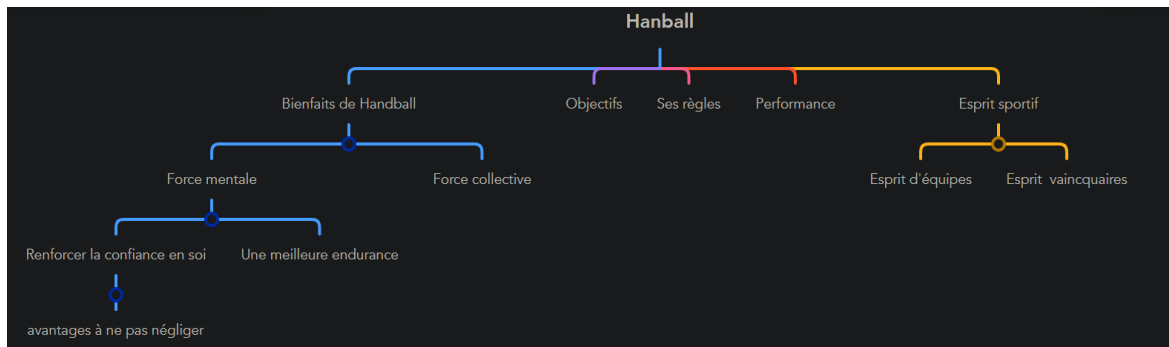 Hanball
Bienfaits de Handball
Objectifs
Ses règles
Performance
Esprit sportif
Force mentale
Force collective
Esprit d'équipes
Esprit vaincquaires
Renforcer la confiance en soi
Une meilleure endurance
avantages à ne pas négliger